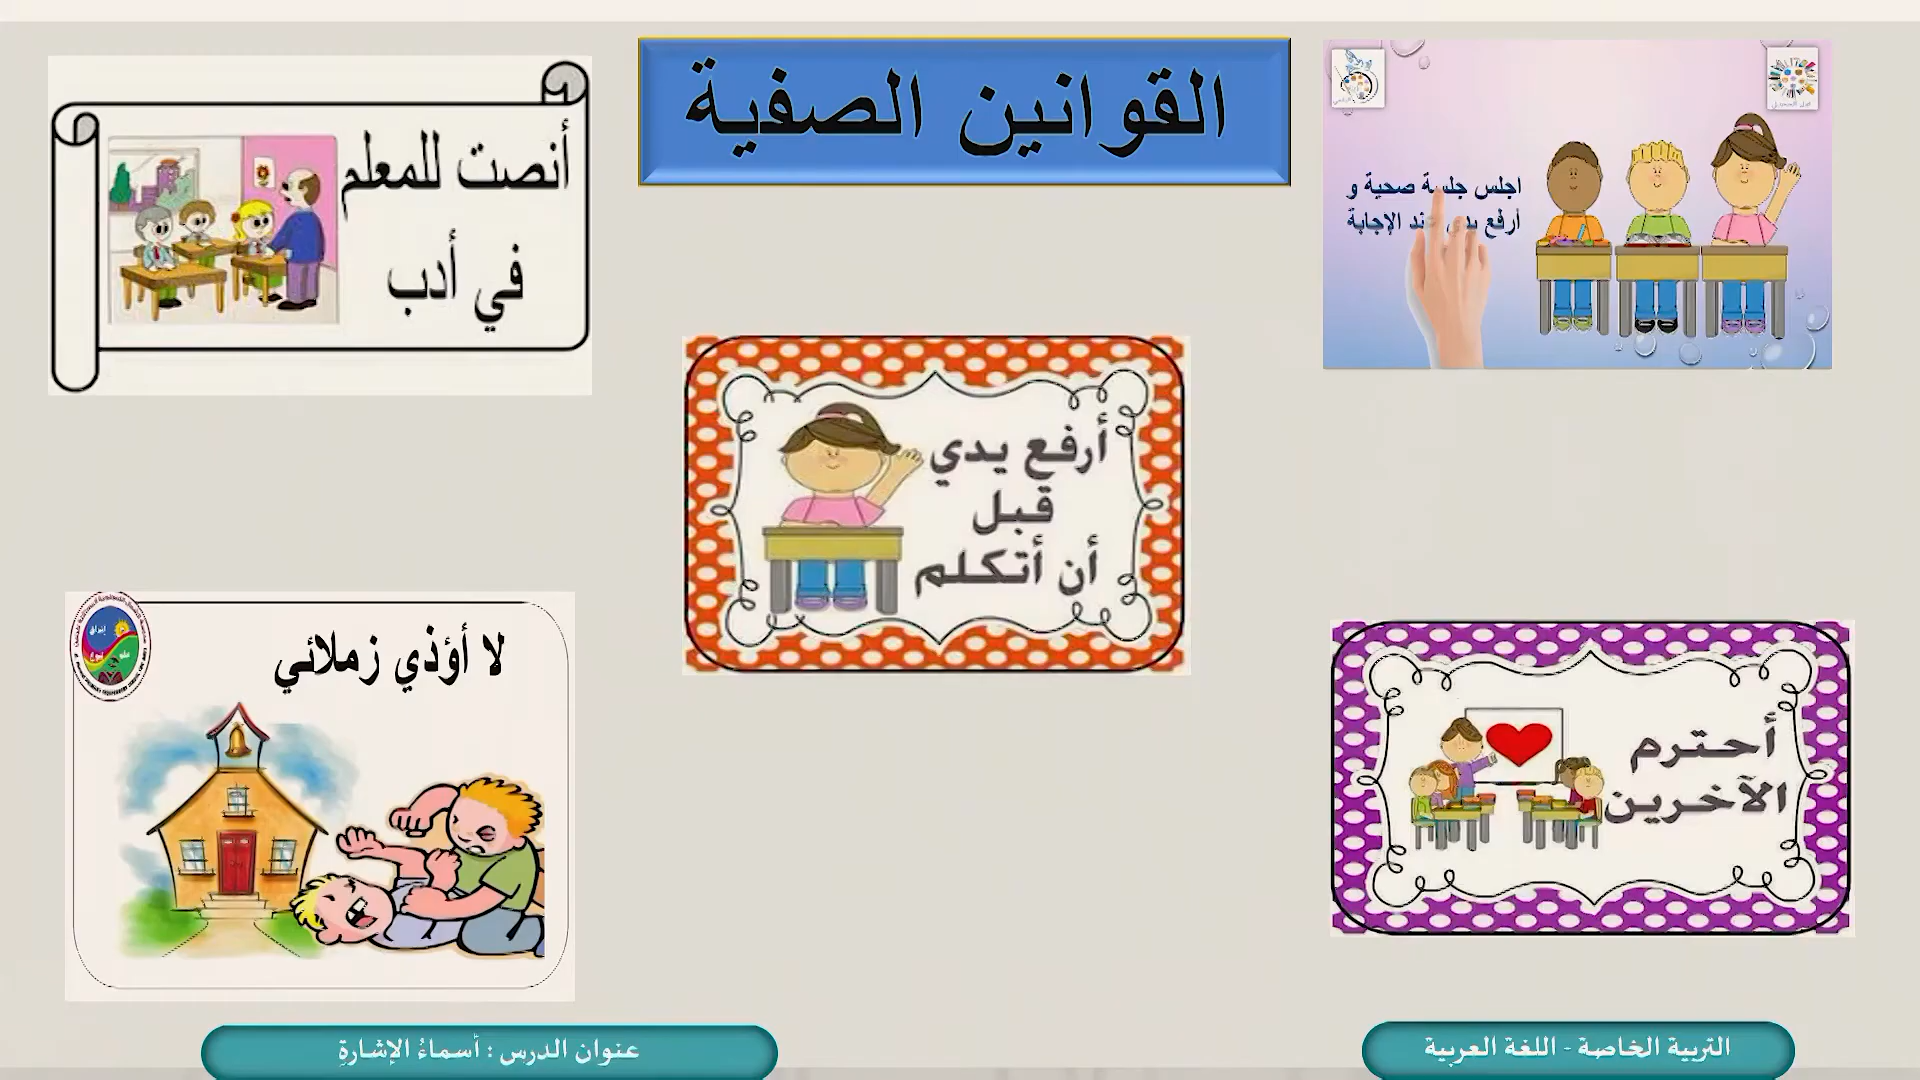 القوانين الصفية
اجلس جلسة صحية و
أرفع يدي عند الإجابة
أنصت للمعلم
في أدب
أرفع يدي
قبل
أن أتكلم
أحترم
الآخرين
لا أؤذي زملائي
التربية الخاصة - اللغة العربية
عنوان الدرس : أسماءُ الإشارةِ